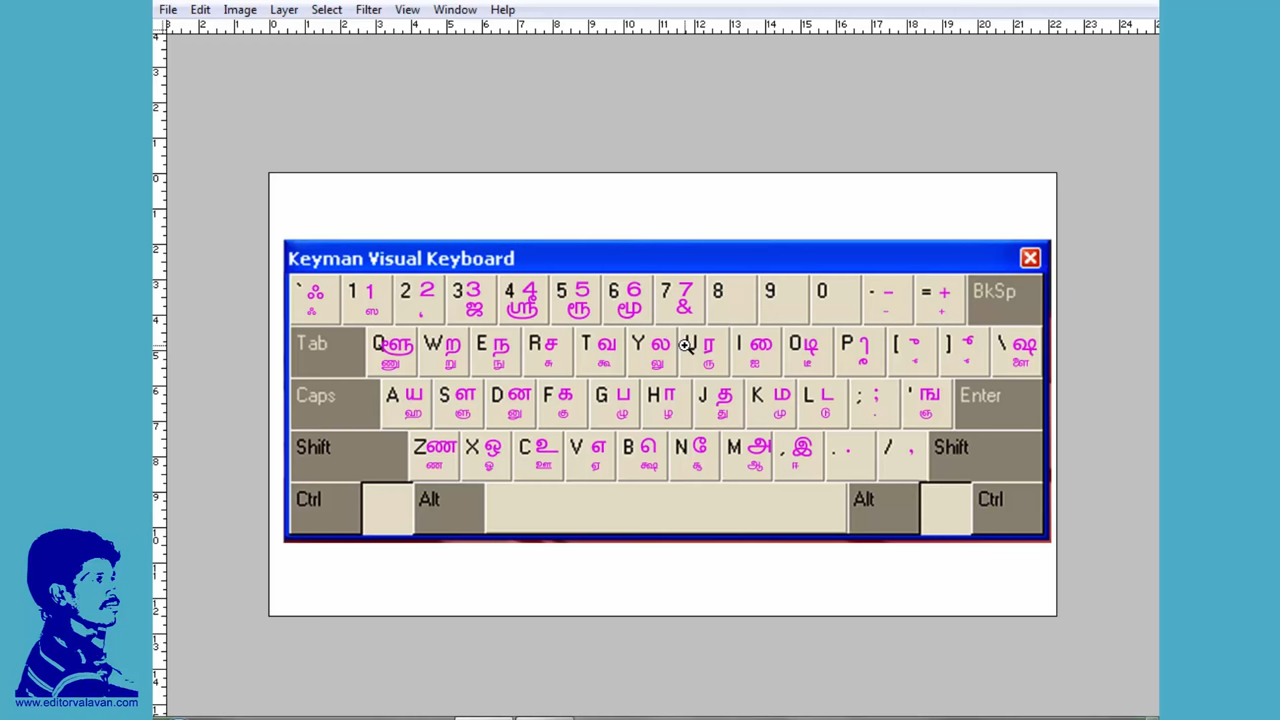 File Edit Image Layer Select Filter View Window Help
Keyman Visual Keyboard
` ஃ 1 1 2 2 3 3 4 4 5 5 6 6 7 7 8 9 0 - - = + BkSp
ஃ ஸ , ஜ ஸ்ரீ ரூ மூ & - +
Tab Q ளு W ற E ந R ச T வ Y ல U ர I ை O டி P ] [ ] \ ஷ
ணு று நு சு கூ லு ரு ஐ டீ ளை
Caps A ய S ள D ன F க G ப H ா J த K ம L ட ; ; ' ங Enter
ஹ ளு னு கு மு ழ து டு . ஞ
Shift Z ண X ஒ C உ V எ B ெ N ே M அ , இ . . / , Shift
ண ஓ ஊ ஏ க்ஷ சூ ஆ ஈ
Ctrl Alt Alt Ctrl
www.editorvalavan.com